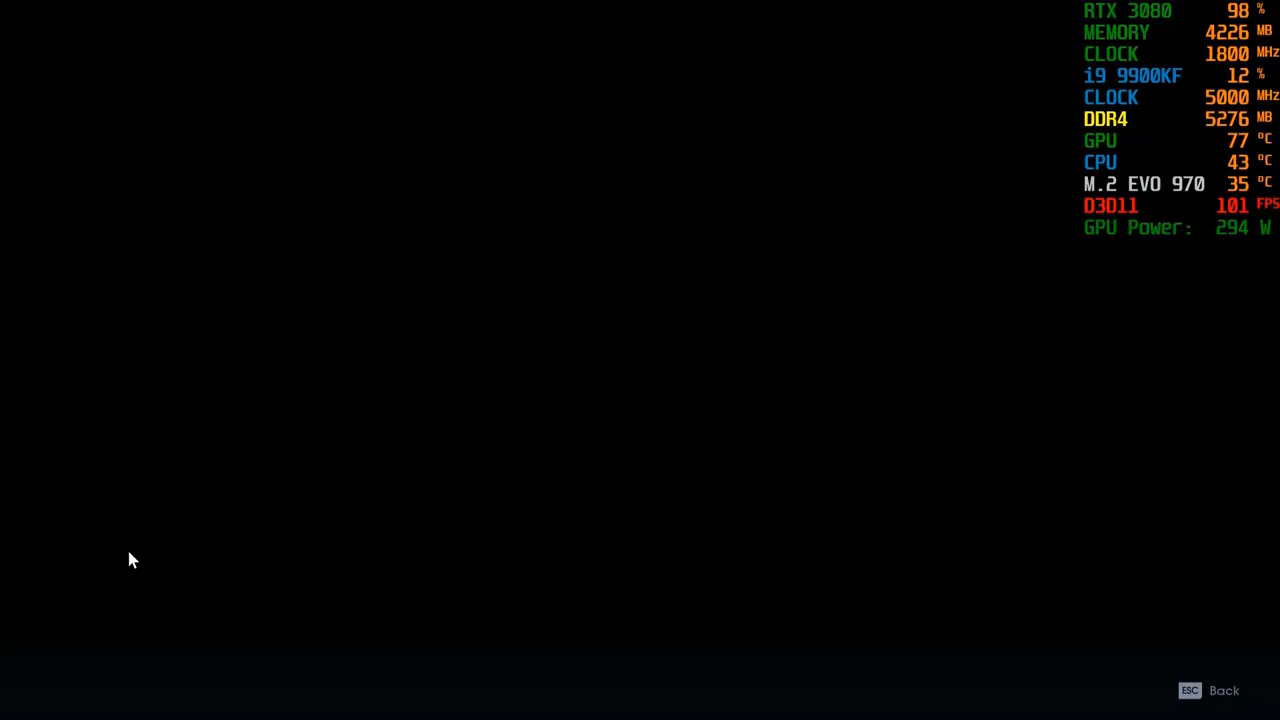 RTX 3080 98 %
MEMORY 4226 MB
CLOCK 1800 MHz
i9 9900KF 12 %
CLOCK 5000 MHz
DDR4 5276 MB
GPU 77 °C
CPU 43 °C
M.2 EVO 970 35 °C
D3D11 101 FPS
GPU Power: 294 W
ESC Back